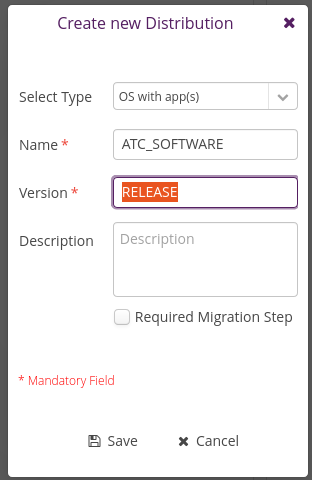 Create new Distribution
Select Type OS with app(s)
Name * ATC_SOFTWARE
Version * RELEASE
Description Description
Required Migration Step
* Mandatory Field
Save Cancel